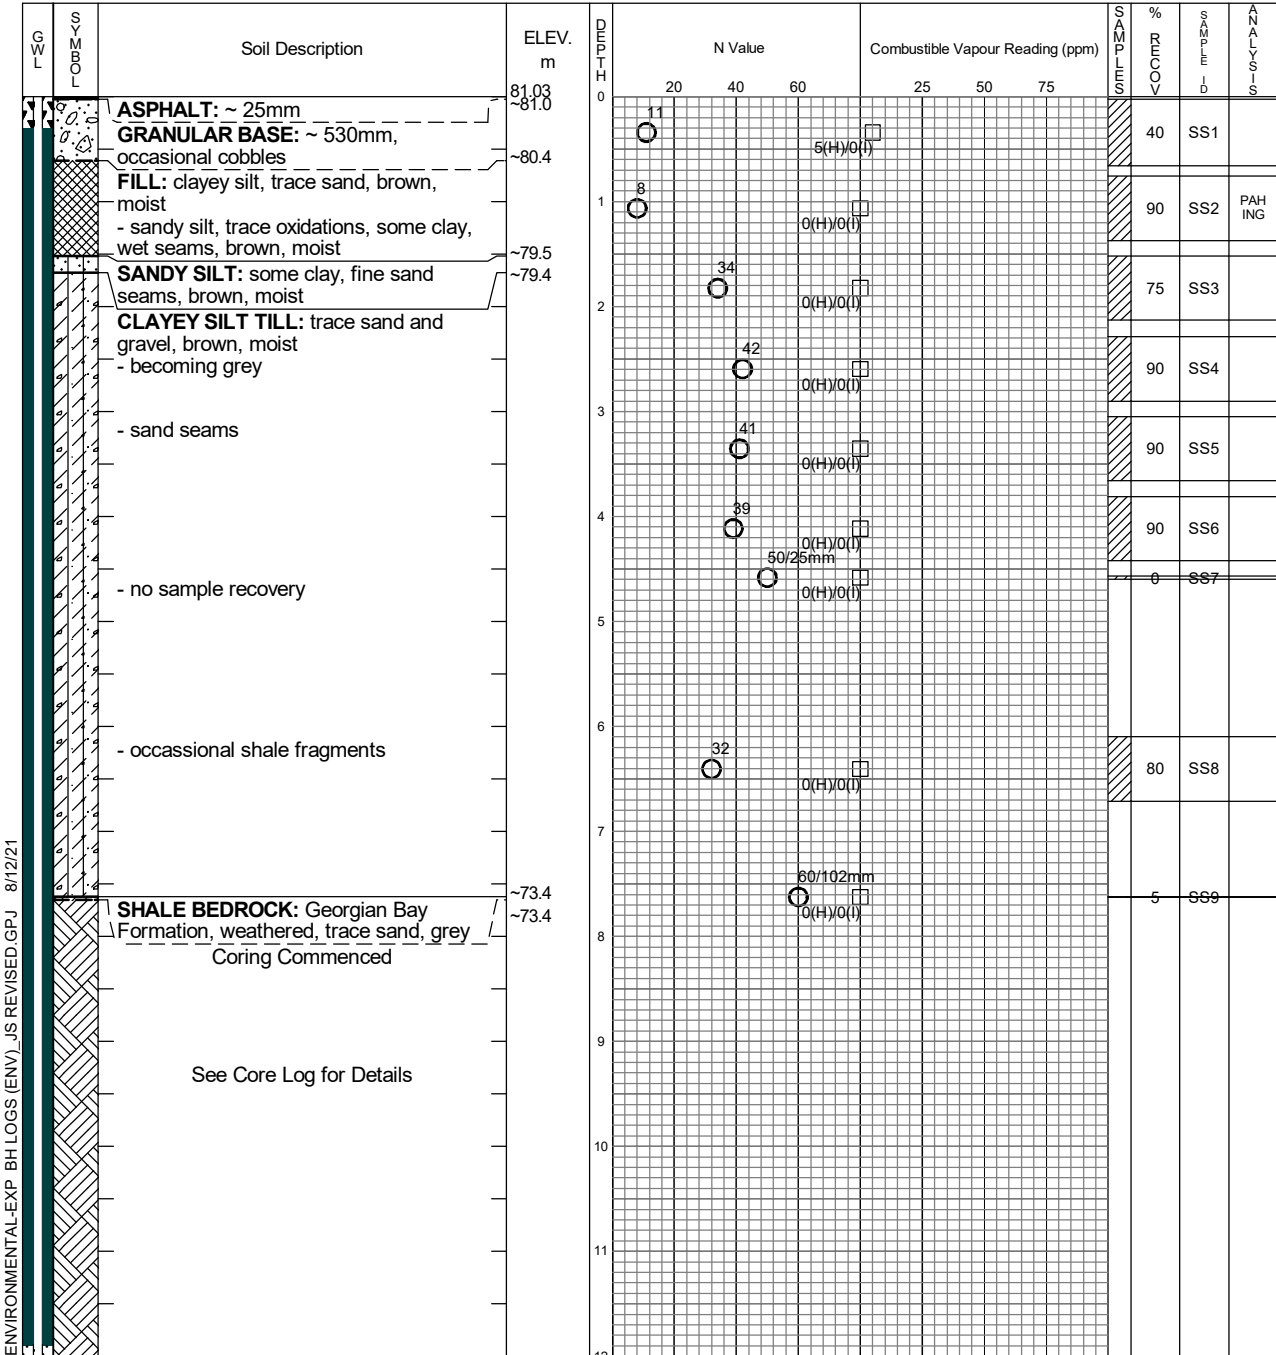 GWL
SYMBOL
Soil Description
ELEV.
m
DEPTH
N Value
Combustible Vapour Reading (ppm)
SAMPLES
% RECOV
SAMPLE ID
ANALYSIS
20 40 60 25 50 75
81.03
0
ASPHALT: ~ 25mm
~81.0
GRANULAR BASE: ~ 530mm,
occasional cobbles
~80.4
11
5(H)/0(I)
40 SS1
FILL: clayey silt, trace sand, brown,
moist
- sandy silt, trace oxidations, some clay,
wet seams, brown, moist
~79.5
1
8
0(H)/0(I)
90 SS2 PAH
ING
SANDY SILT: some clay, fine sand
seams, brown, moist
~79.4
34
0(H)/0(I)
75 SS3
2
CLAYEY SILT TILL: trace sand and
gravel, brown, moist
- becoming grey
42
0(H)/0(I)
90 SS4
3
- sand seams
41
0(H)/0(I)
90 SS5
4
39
0(H)/0(I)
90 SS6
50/25mm
0(H)/0(I)
0 SS7
- no sample recovery
5
6
- occassional shale fragments
32
0(H)/0(I)
80 SS8
7
60/102mm
0(H)/0(I)
5 SS9
~73.4
SHALE BEDROCK: Georgian Bay
Formation, weathered, trace sand, grey
~73.4
8
Coring Commenced
9
See Core Log for Details
10
11
12
ENVIRONMENTAL-EXP BH LOGS (ENV)_JS REVISED.GPJ 8/12/21